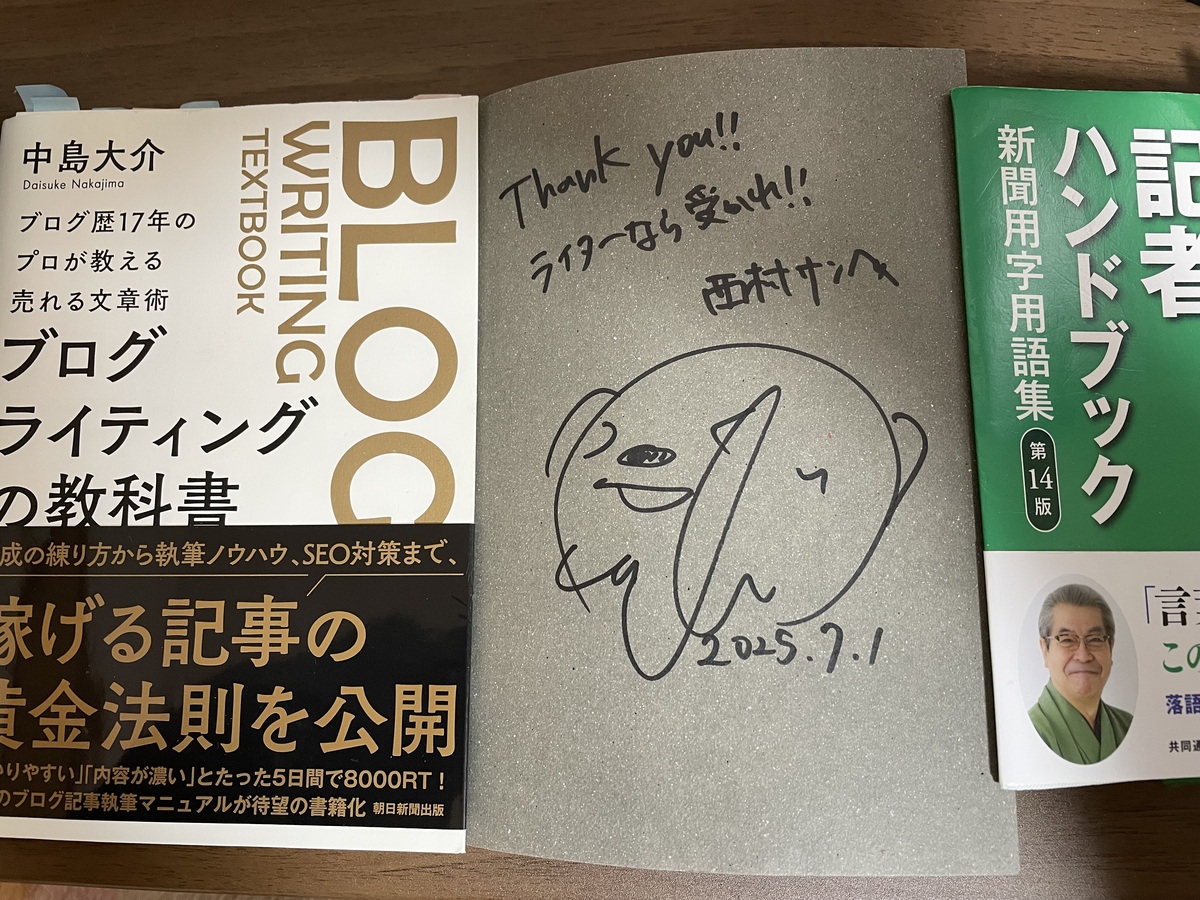 中島大介
Daisuke Nakajima
ブログ歴17年の
プロが教える
売れる文章術
ブログ
ライティング
の教科書
BLOG
WRITING
TEXTBOOK
成の練り方から執筆ノウハウ、SEO対策まで、
稼げる記事の
黄金法則を公開
りやすい」「内容が濃い」とたった5日間で8000RT!
のブログ記事執筆マニュアルが待望の書籍化 朝日新聞出版
Thank you!!
ライターなら受いれ!!
西村サンへ
2025.7.1
記者
ハンドブック
新聞用字用語集
第14版
「言
この
落語
共同通